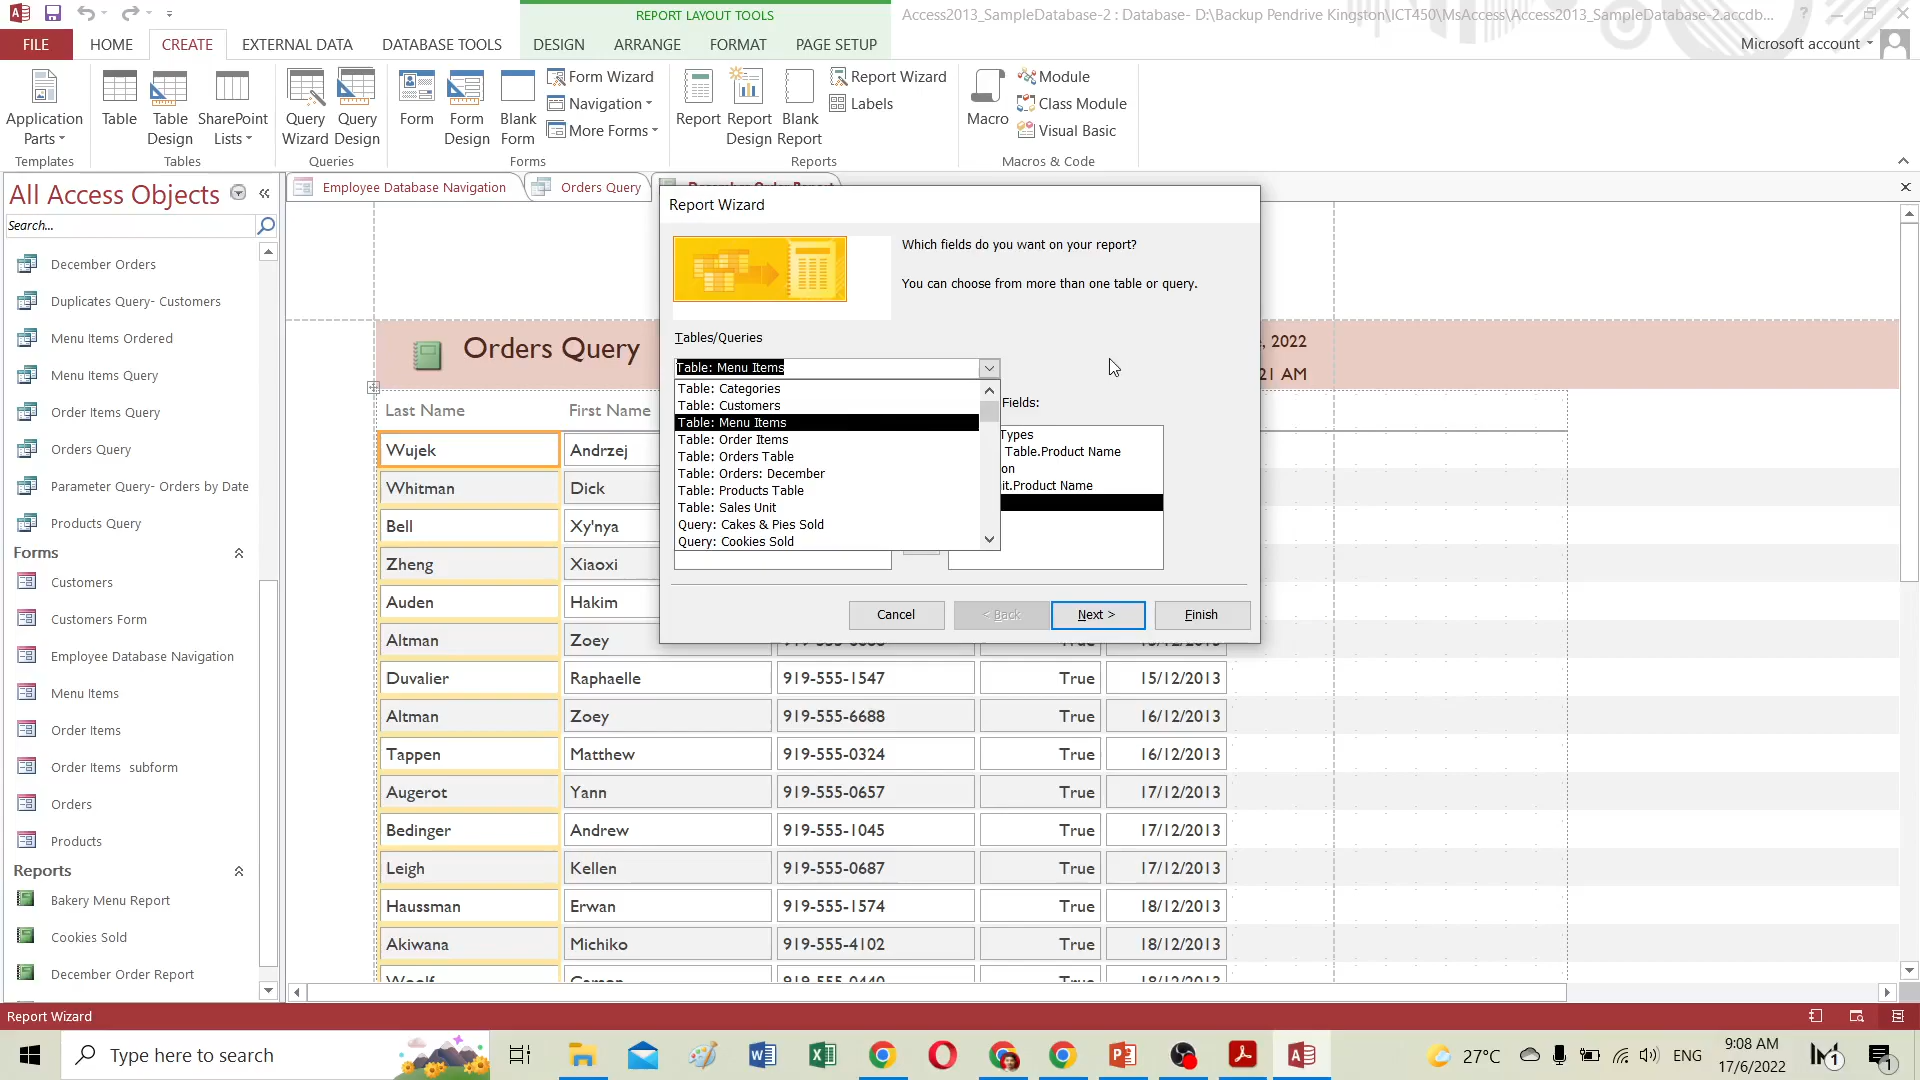 REPORT LAYOUT TOOLS
Access2013_SampleDatabase-2 : Database- D:\Backup Pendrive Kingston\ICT450\MsAccess\Access2013_SampleDatabase-2.accdb...
?
FILE HOME CREATE EXTERNAL DATA DATABASE TOOLS DESIGN ARRANGE FORMAT PAGE SETUP
Microsoft account
Application Parts
Table
Table Design
SharePoint Lists
Query Wizard
Query Design
Form
Form Design
Blank Form
Form Wizard
Navigation
More Forms
Report
Report Design
Blank Report
Report Wizard
Labels
Macro
Module
Class Module
Visual Basic
Templates Tables Queries Forms Reports Macros & Code
All Access Objects
Search...
December Orders
Duplicates Query- Customers
Menu Items Ordered
Menu Items Query
Order Items Query
Orders Query
Parameter Query- Orders by Date
Products Query
Forms
Customers
Customers Form
Employee Database Navigation
Menu Items
Order Items
Order Items subform
Orders
Products
Reports
Bakery Menu Report
Cookies Sold
December Order Report
Employee Database Navigation
Orders Query
December Order Report
Orders Query
, 2022
21 AM
Last Name First Name
Wujek Andrzej
Whitman Dick
Bell Xy'nya
Zheng Xiaoxi
Auden Hakim
Altman Zoey
Duvalier Raphaelle 919-555-1547 True 15/12/2013
Altman Zoey 919-555-6688 True 16/12/2013
Tappen Matthew 919-555-0324 True 16/12/2013
Augerot Yann 919-555-0657 True 17/12/2013
Bedinger Andrew 919-555-1045 True 17/12/2013
Leigh Kellen 919-555-0687 True 17/12/2013
Haussman Erwan 919-555-1574 True 18/12/2013
Akiwana Michiko 919-555-4102 True 18/12/2013
Report Wizard
Which fields do you want on your report?
You can choose from more than one table or query.
Tables/Queries
Table: Menu Items
Table: Categories
Table: Customers
Table: Menu Items
Table: Order Items
Table: Orders Table
Table: Orders: December
Table: Products Table
Table: Sales Unit
Query: Cakes & Pies Sold
Query: Cookies Sold
Fields:
Types
Table.Product Name
on
it.Product Name
Cancel < Back Next > Finish
Report Wizard
Type here to search
27°C
ENG
9:08 AM
17/6/2022
1
1